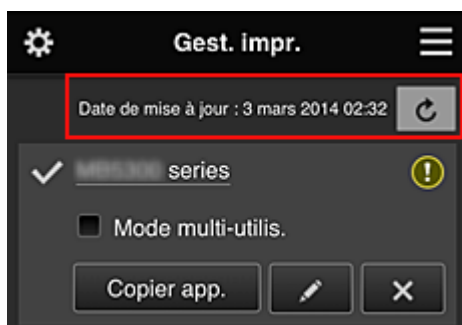 Gest. impr.
Date de mise à jour : 3 mars 2014 02:32
series
Mode multi-utilis.
Copier app.